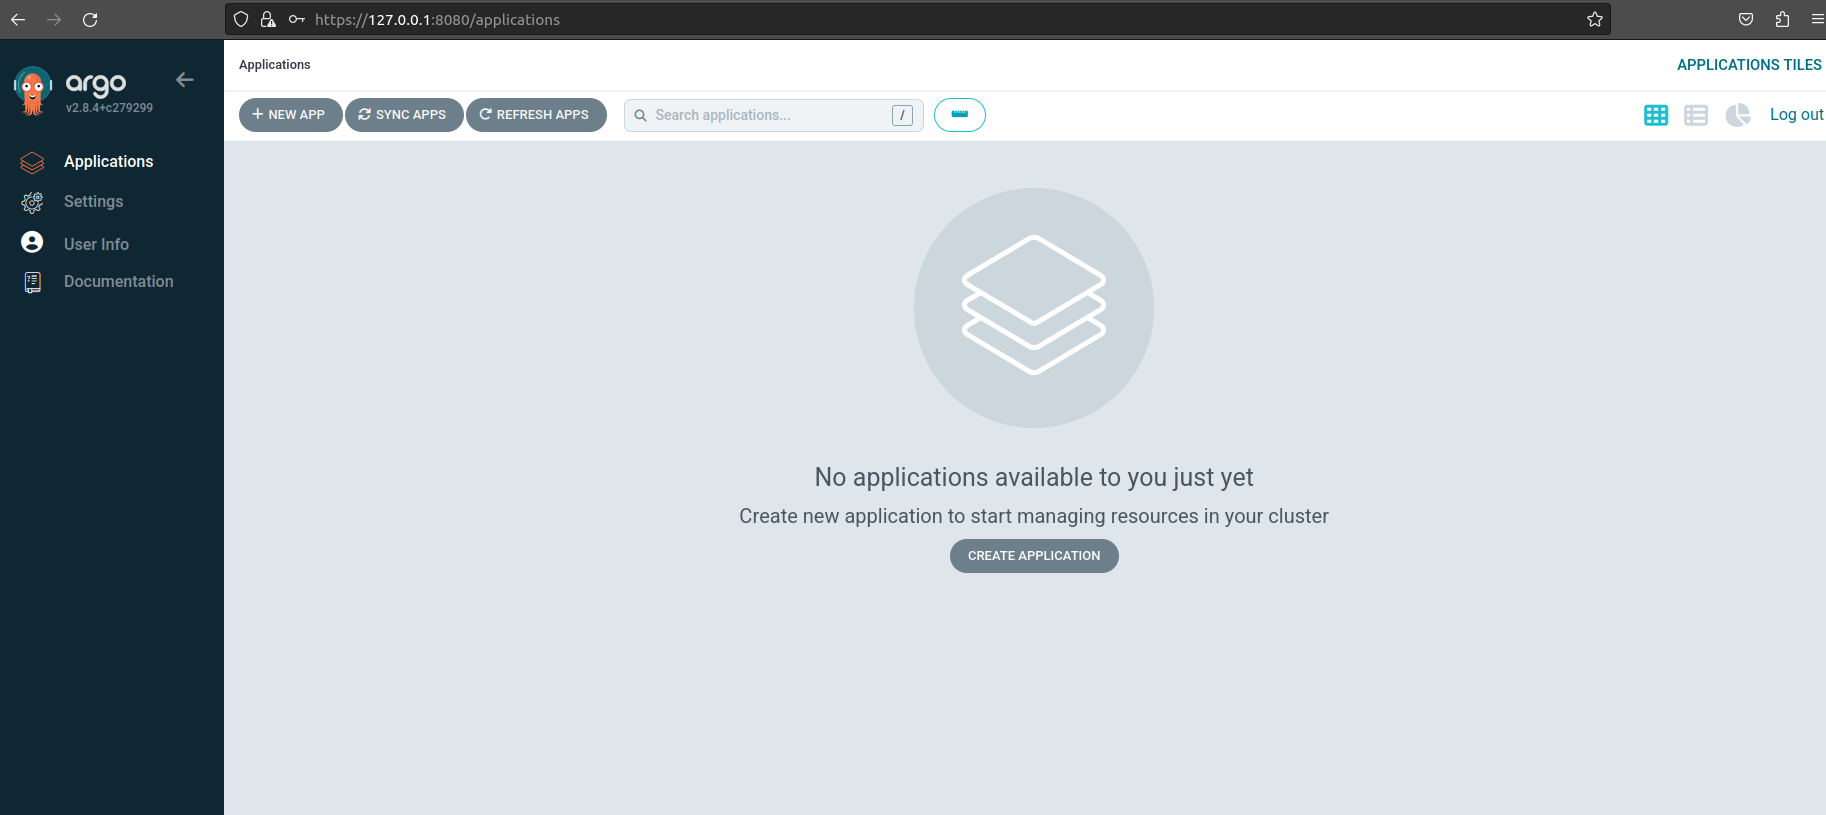 https://127.0.0.1:8080/applications
argo
v2.8.4+c279299
Applications
Settings
User Info
Documentation
Applications
APPLICATIONS TILES
+ NEW APP
SYNC APPS
REFRESH APPS
Search applications...
/
Log out
No applications available to you just yet
Create new application to start managing resources in your cluster
CREATE APPLICATION